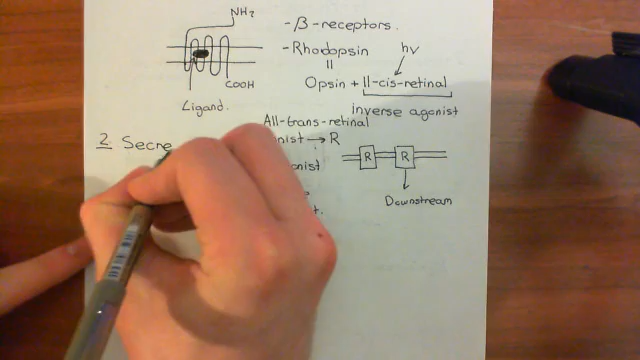 NH₂
- β-receptors.
- Rhodopsin
hν
COOH
Opsin + 11-cis-retinal
Ligand.
inverse agonist
All-trans-retinal
2 Secre
nist → R
onist
R R
Downstream
t.